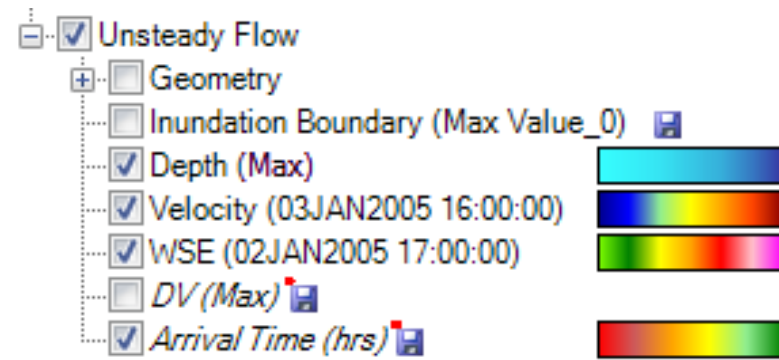 Unsteady Flow
Geometry
Inundation Boundary (Max Value_0)
Depth (Max)
Velocity (03JAN2005 16:00:00)
WSE (02JAN2005 17:00:00)
DV (Max)
Arrival Time (hrs)